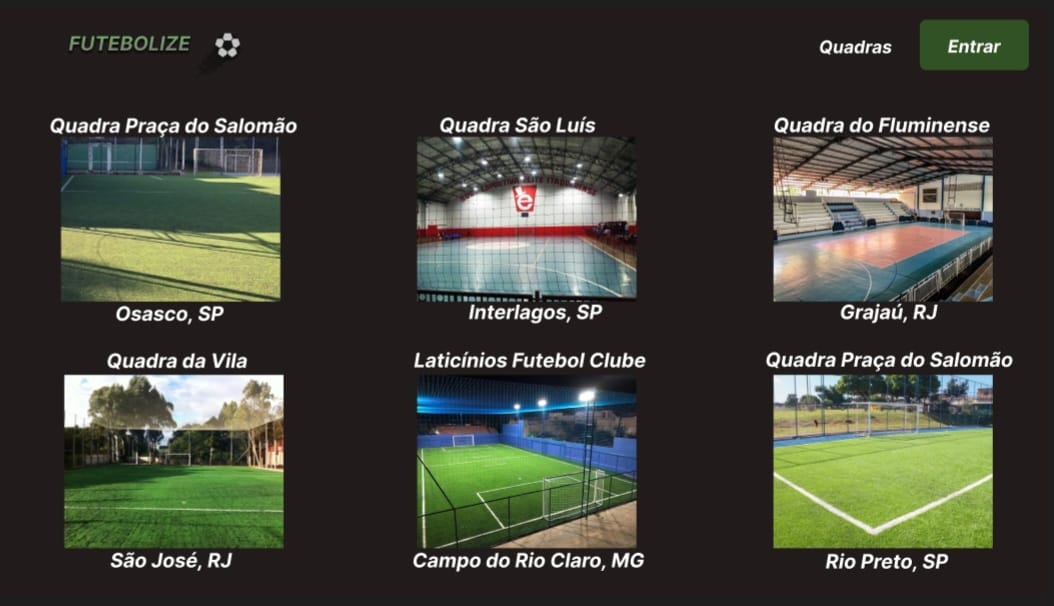 FUTEBOLIZE
Quadras
Entrar
Quadra Praça do Salomão
Quadra São Luís
Quadra do Fluminense
Osasco, SP
Interlagos, SP
Grajaú, RJ
Quadra da Vila
Laticínios Futebol Clube
Quadra Praça do Salomão
São José, RJ
Campo do Rio Claro, MG
Rio Preto, SP